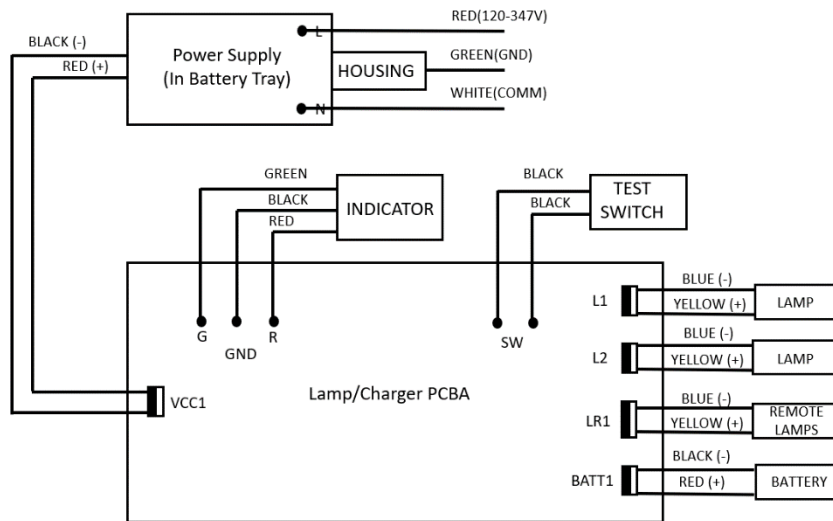 RED(120-347V)
BLACK (-)
L
Power Supply
(In Battery Tray)
GREEN(GND)
RED (+)
HOUSING
WHITE(COMM)
N
GREEN
BLACK
RED
INDICATOR
BLACK
BLACK
TEST
SWITCH
G
GND
R
SW
L1
BLUE (-)
YELLOW (+)
LAMP
L2
BLUE (-)
YELLOW (+)
LAMP
VCC1
Lamp/Charger PCBA
LR1
BLUE (-)
YELLOW (+)
REMOTE
LAMPS
BATT1
BLACK (-)
RED (+)
BATTERY